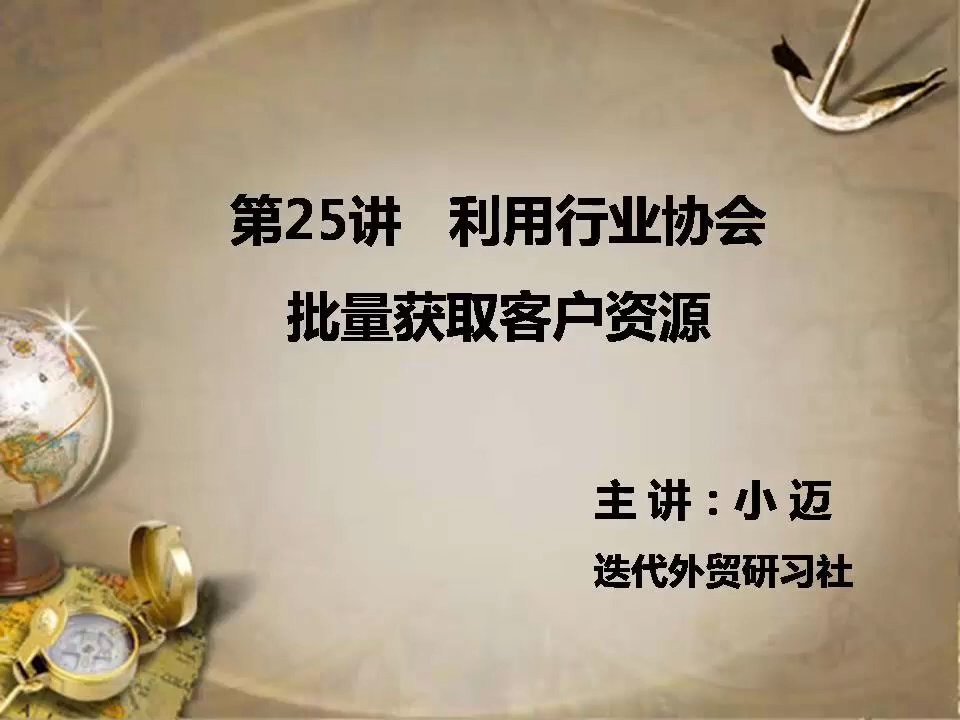 第25讲 利用行业协会
批量获取客户资源
主 讲：小 迈
迭代外贸研习社